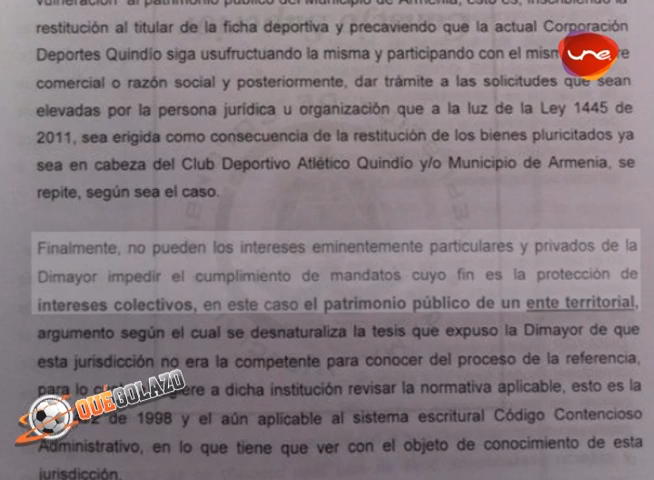 vulneración al patrimonio público del Municipio de Armenia, esto es, inscribiendo la
restitución al titular de la ficha deportiva y precaviendo que la actual Corporación
Deportes Quindío siga usufructuando la misma y participando con el mismo
comercial o razón social y posteriormente, dar trámite a las solicitudes que sean
elevadas por la persona jurídica u organización que a la luz de la Ley 1445 de
2011, sea erigida como consecuencia de la restitución de los bienes pluricitados ya
sea en cabeza del Club Deportivo Atlético Quindío y/o Municipio de Armenia, se
repite, según sea el caso.
Finalmente, no pueden los intereses eminentemente particulares y privados de la
Dimayor impedir el cumplimiento de mandatos cuyo fin es la protección de
intereses colectivos, en este caso el patrimonio público de un ente territorial,
argumento según el cual se desnaturaliza la tesis que expuso la Dimayor de que
esta jurisdicción no era la competente para conocer del proceso de la referencia,
para lo a dicha institución revisar la normativa aplicable, esto es la
de 1998 y el aún aplicable al sistema escritural Código Contencioso
Administrativo, en lo que tiene que ver con el objeto de conocimiento de esta
jurisdicción.
une
QUÉGOLAZO